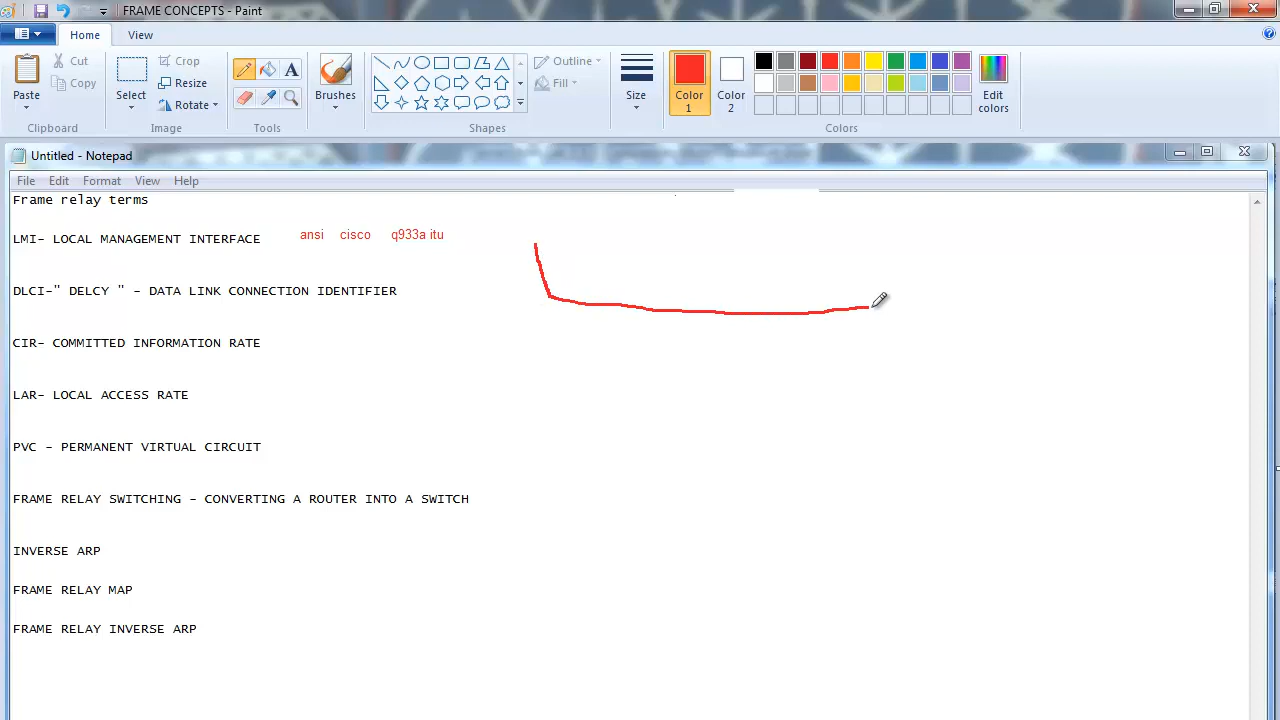 FRAME CONCEPTS - Paint
Home View
Paste
Cut
Copy
Clipboard
Select
Crop
Resize
Rotate
Image
Tools
Brushes
Shapes
Outline
Fill
Size
Color 1
Color 2
Edit colors
Colors
Untitled - Notepad
File Edit Format View Help
Frame relay terms
LMI- LOCAL MANAGEMENT INTERFACE ansi cisco q933a itu
DLCI-" DELCY " - DATA LINK CONNECTION IDENTIFIER
CIR- COMMITTED INFORMATION RATE
LAR- LOCAL ACCESS RATE
PVC - PERMANENT VIRTUAL CIRCUIT
FRAME RELAY SWITCHING - CONVERTING A ROUTER INTO A SWITCH
INVERSE ARP
FRAME RELAY MAP
FRAME RELAY INVERSE ARP